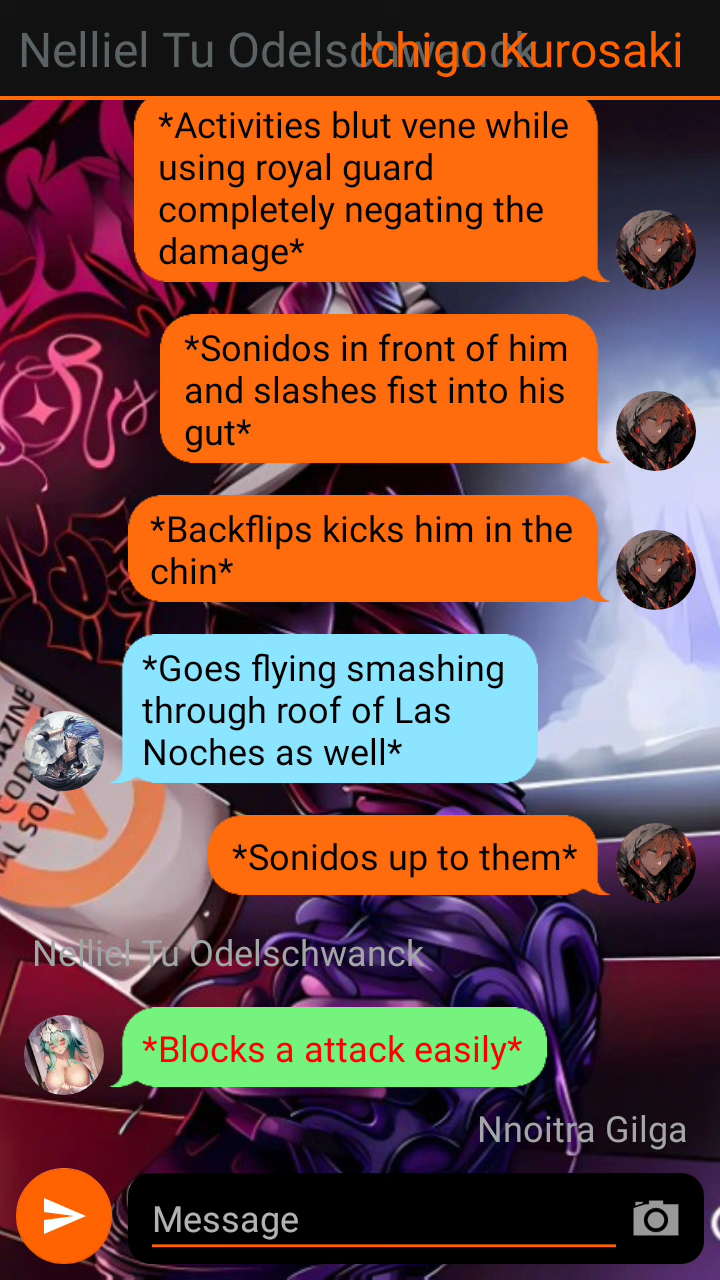 Nelliel Tu Odelschwanck
Ichigo Kurosaki
*Activities blut vene while
using royal guard
completely negating the
damage*
*Sonidos in front of him
and slashes fist into his
gut*
*Backflips kicks him in the
chin*
*Goes flying smashing
through roof of Las
Noches as well*
*Sonidos up to them*
Nelliel Tu Odelschwanck
*Blocks a attack easily*
Nnoitra Gilga
Message